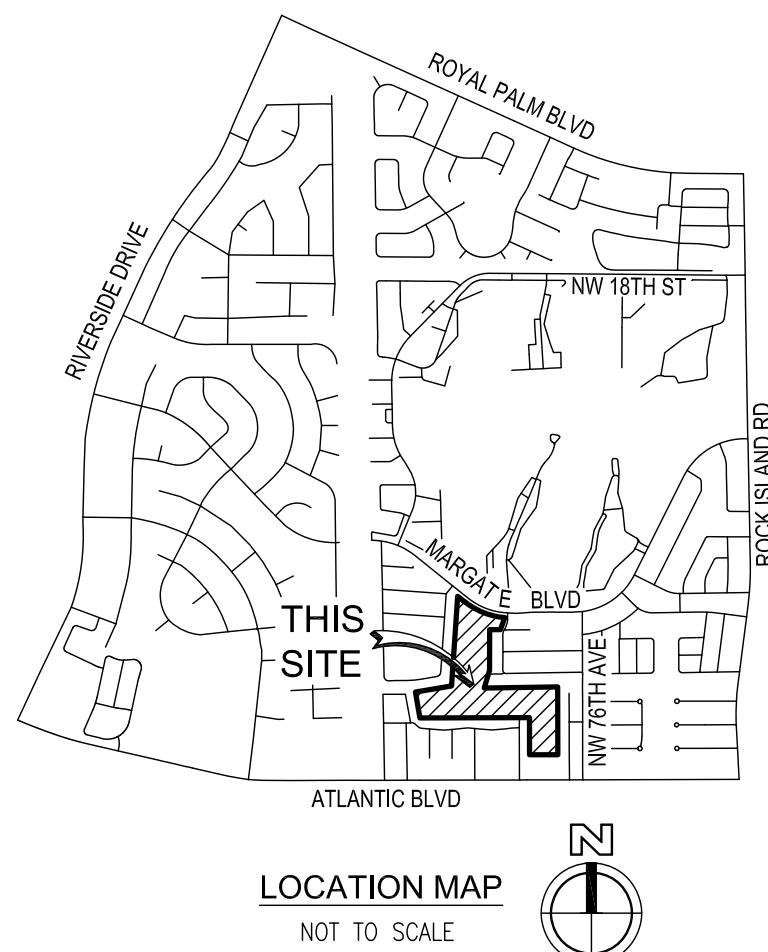 ROYAL PALM BLVD
RIVERSIDE DRIVE
NW 18TH ST
ROCK ISLAND RD
MARGATE BLVD
THIS
SITE
NW 76TH AVE
ATLANTIC BLVD
N
LOCATION MAP
NOT TO SCALE